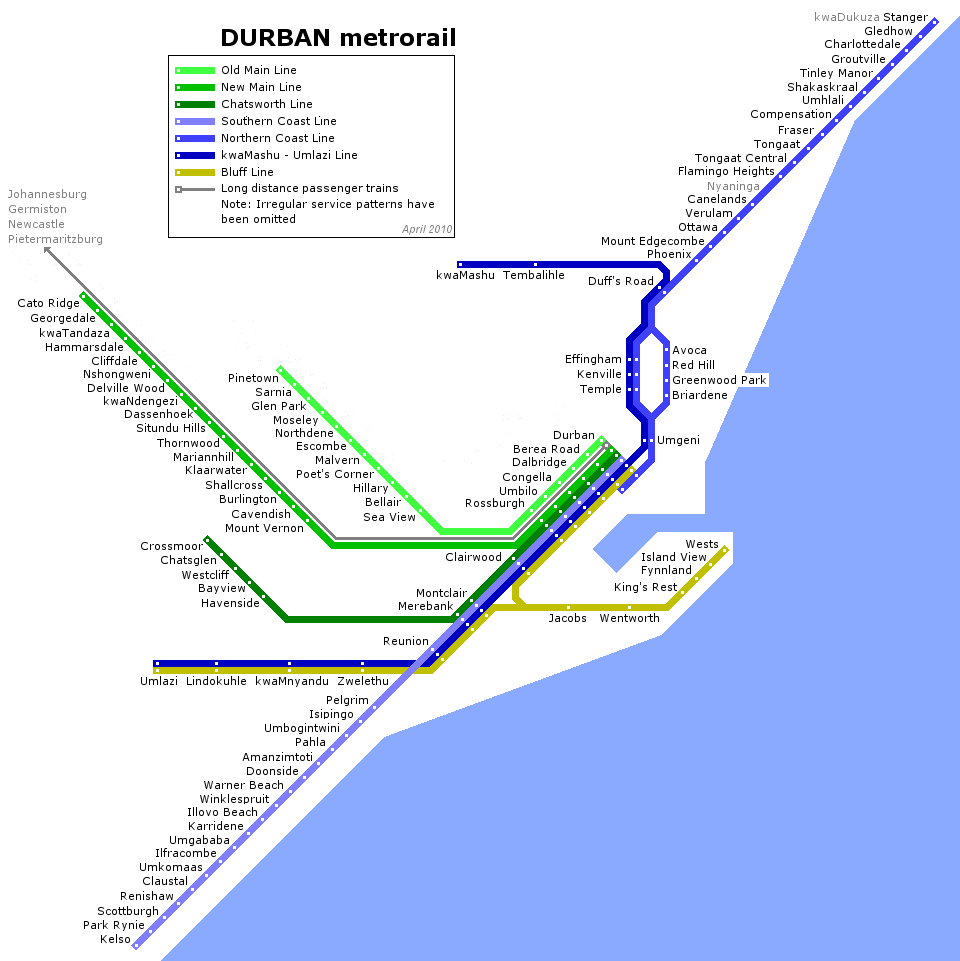 DURBAN metrorail
Old Main Line
New Main Line
Chatsworth Line
Southern Coast Line
Northern Coast Line
kwaMashu - Umlazi Line
Bluff Line
Long distance passenger trains
Note: Irregular service patterns have
been omitted
April 2010
kwaDukuza Stanger
Gledhow
Charlottedale
Groutville
Tinley Manor
Shakaskraal
Umhlali
Compensation
Fraser
Tongaat
Tongaat Central
Flamingo Heights
Nyaninga
Canelands
Verulam
Ottawa
Mount Edgecombe
Phoenix
Duff's Road
kwaMashu
Tembalihle
Effingham
Kenville
Temple
Avoca
Red Hill
Greenwood Park
Briardene
Umgeni
Johannesburg
Germiston
Newcastle
Pietermaritzburg
Cato Ridge
Georgedale
kwaTandaza
Hammarsdale
Cliffdale
Nshongweni
Delville Wood
kwaNdengezi
Dassenhoek
Situndu Hills
Thornwood
Mariannhill
Klaarwater
Shallcross
Burlington
Cavendish
Mount Vernon
Pinetown
Sarnia
Glen Park
Moseley
Northdene
Escombe
Malvern
Poet's Corner
Hillary
Bellair
Sea View
Durban
Berea Road
Dalbridge
Congella
Umbilo
Rossburgh
Clairwood
Montclair
Merebank
Reunion
Crossmoor
Chatsglen
Westcliff
Bayview
Havenside
Wests
Island View
Fynnland
King's Rest
Jacobs
Wentworth
Umlazi
Lindokuhle
kwaMnyandu
Zwelethu
Pelgrim
Isipingo
Umbogintwini
Pahla
Amanzimtoti
Doonside
Warner Beach
Winklespruit
Illovo Beach
Karridene
Umgababa
Ilfracombe
Umkomaas
Claustal
Renishaw
Scottburgh
Park Rynie
Kelso